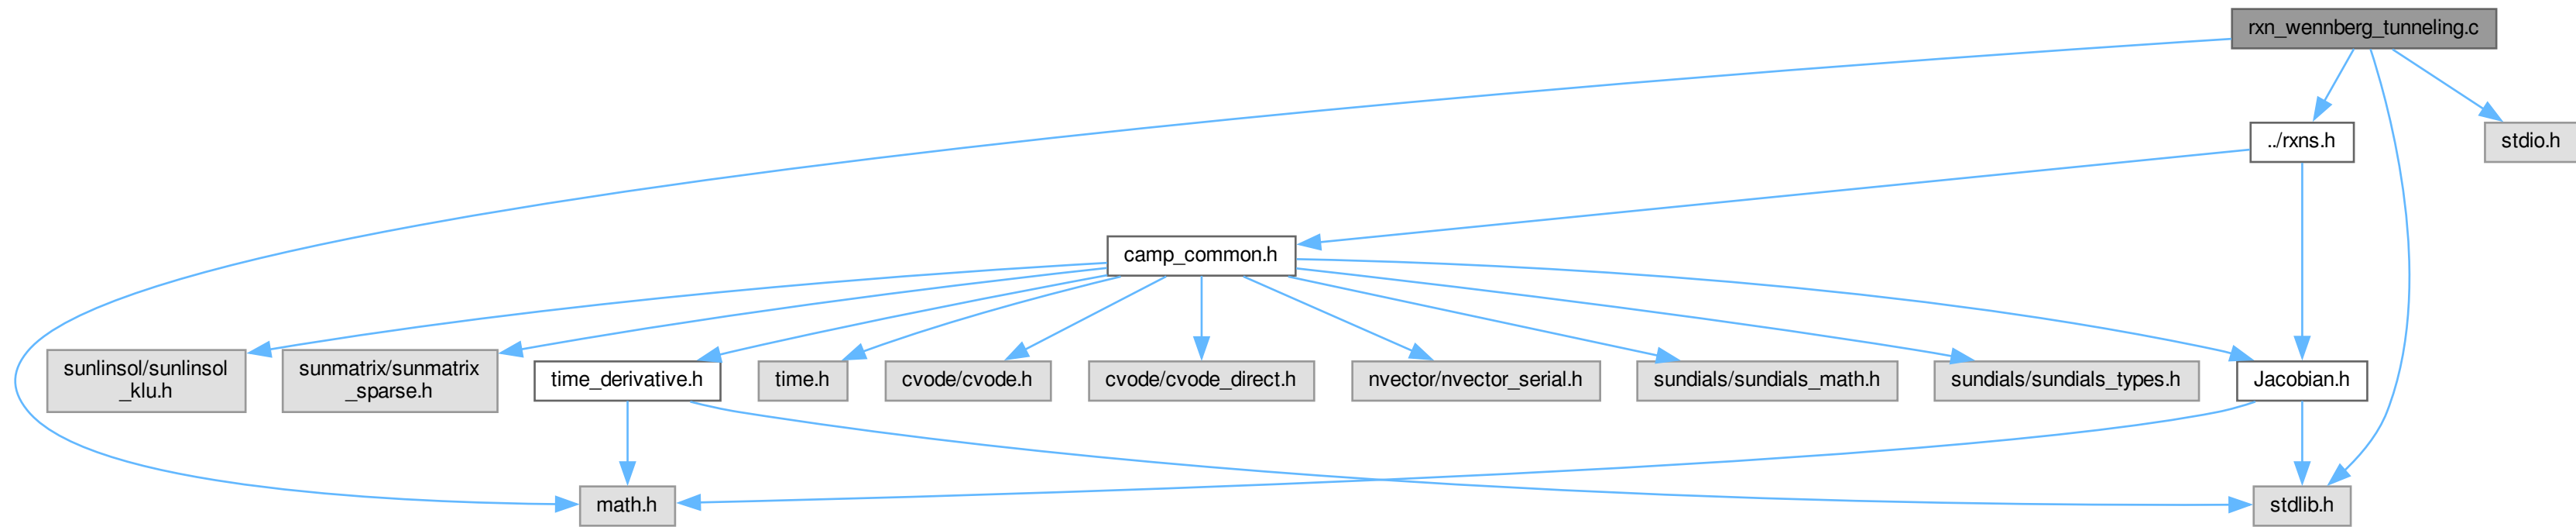 rxn_wennberg_tunneling.c
../rxns.h
stdio.h
camp_common.h
sunlinsol/sunlinsol
_klu.h
sunmatrix/sunmatrix
_sparse.h
time_derivative.h
time.h
cvode/cvode.h
cvode/cvode_direct.h
nvector/nvector_serial.h
sundials/sundials_math.h
sundials/sundials_types.h
Jacobian.h
math.h
stdlib.h